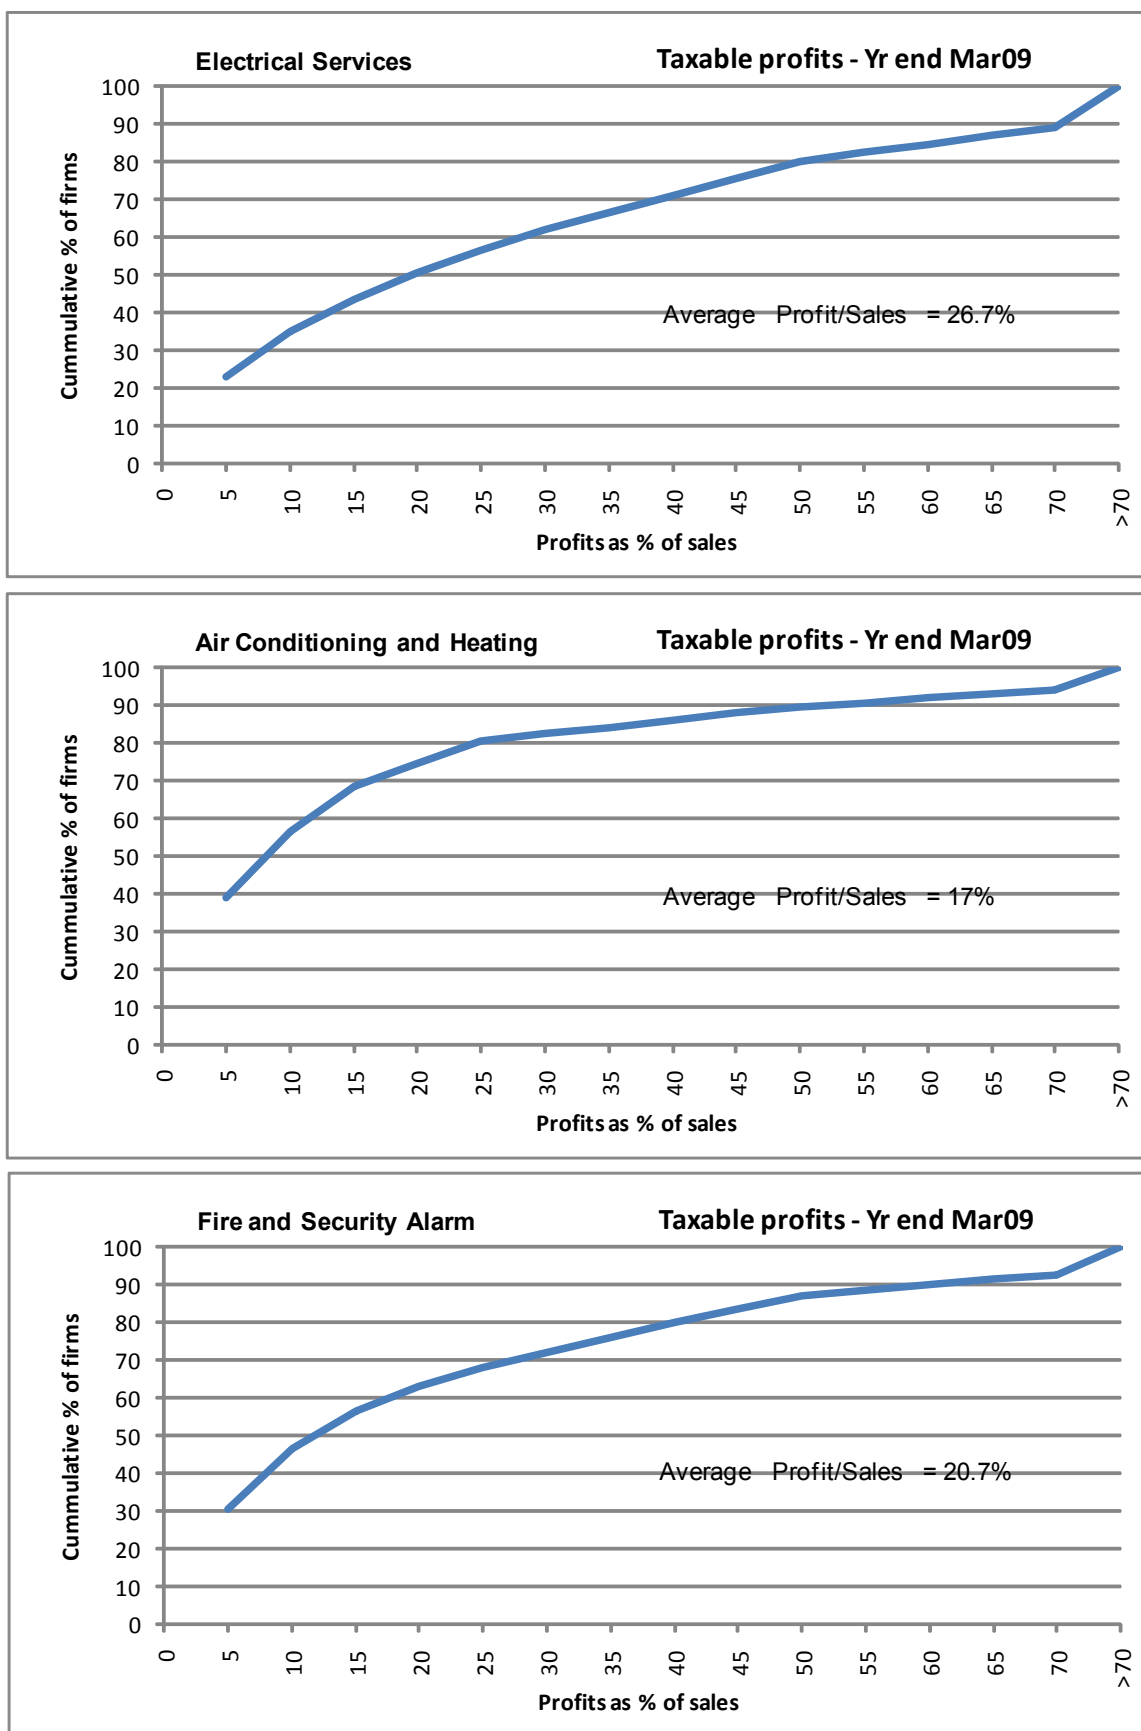 Electrical Services
Taxable profits - Yr end Mar09
Cummulative % of firms
100
90
80
70
60
50
40
30
20
10
0
Average Profit/Sales = 26.7%
0 5 10 15 20 25 30 35 40 45 50 55 60 65 70 >70
Profits as % of sales
Air Conditioning and Heating
Taxable profits - Yr end Mar09
Cummulative % of firms
100
90
80
70
60
50
40
30
20
10
0
Average Profit/Sales = 17%
0 5 10 15 20 25 30 35 40 45 50 55 60 65 70 >70
Profits as % of sales
Fire and Security Alarm
Taxable profits - Yr end Mar09
Cummulative % of firms
100
90
80
70
60
50
40
30
20
10
0
Average Profit/Sales = 20.7%
0 5 10 15 20 25 30 35 40 45 50 55 60 65 70 >70
Profits as % of sales